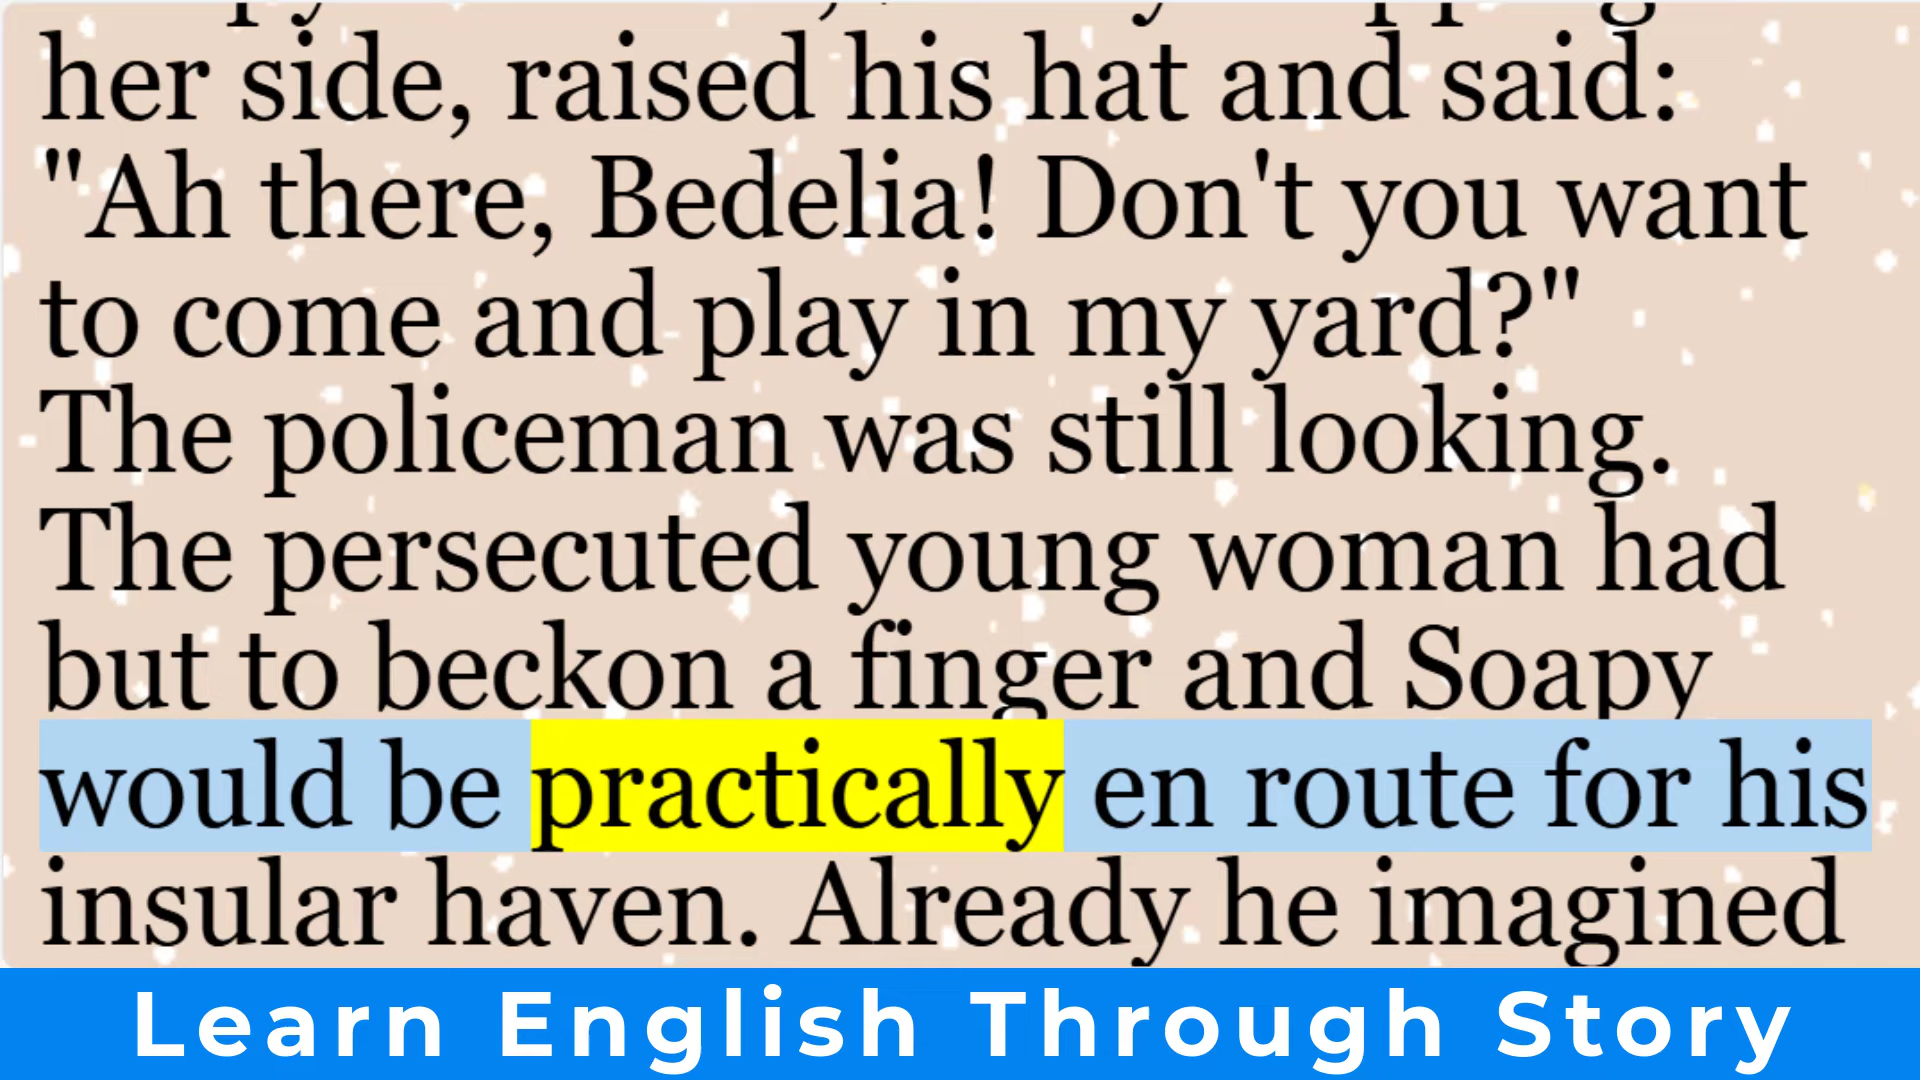 her side, raised his hat and said:
"Ah there, Bedelia! Don't you want
to come and play in my yard?"
The policeman was still looking.
The persecuted young woman had
but to beckon a finger and Soapy
would be practically en route for his
insular haven. Already he imagined
Learn English Through Story